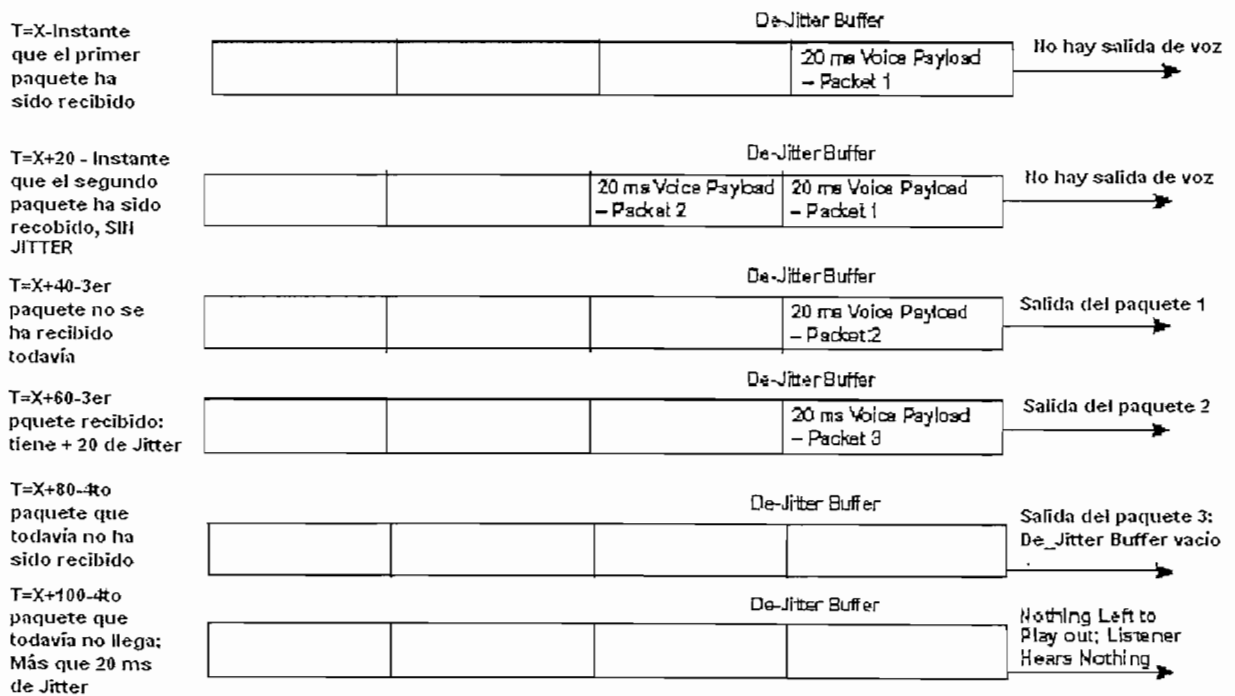 De-Jitter Buffer
T=X-Instante
que el primer
paquete ha
sido recibido
20 ms Voice Payload
– Packet 1
No hay salida de voz
De-Jitter Buffer
T=X+20 - Instante
que el segundo
paquete ha sido
recobido, SIN
JITTER
20 ms Voice Payload
– Packet 2
20 ms Voice Payload
– Packet 1
No hay salida de voz
De-Jitter Buffer
T=X+40-3er
paquete no se
ha recibido
todavía
20 ms Voice Payload
– Packet 2
Salida del paquete 1
De-Jitter Buffer
T=X+60-3er
pquete recibido:
tiene + 20 de Jitter
20 ms Voice Payload
– Packet 3
Salida del paquete 2
De-Jitter Buffer
T=X+80-4to
paquete que
todavía no ha
sido recibido
Salida del paquete 3:
De_Jitter Buffer vacio
De-Jitter Buffer
T=X+100-4to
paquete que
todavía no llega;
Más que 20 ms
de Jitter
Nothing Left to
Play out; Listener
Hears Nothing